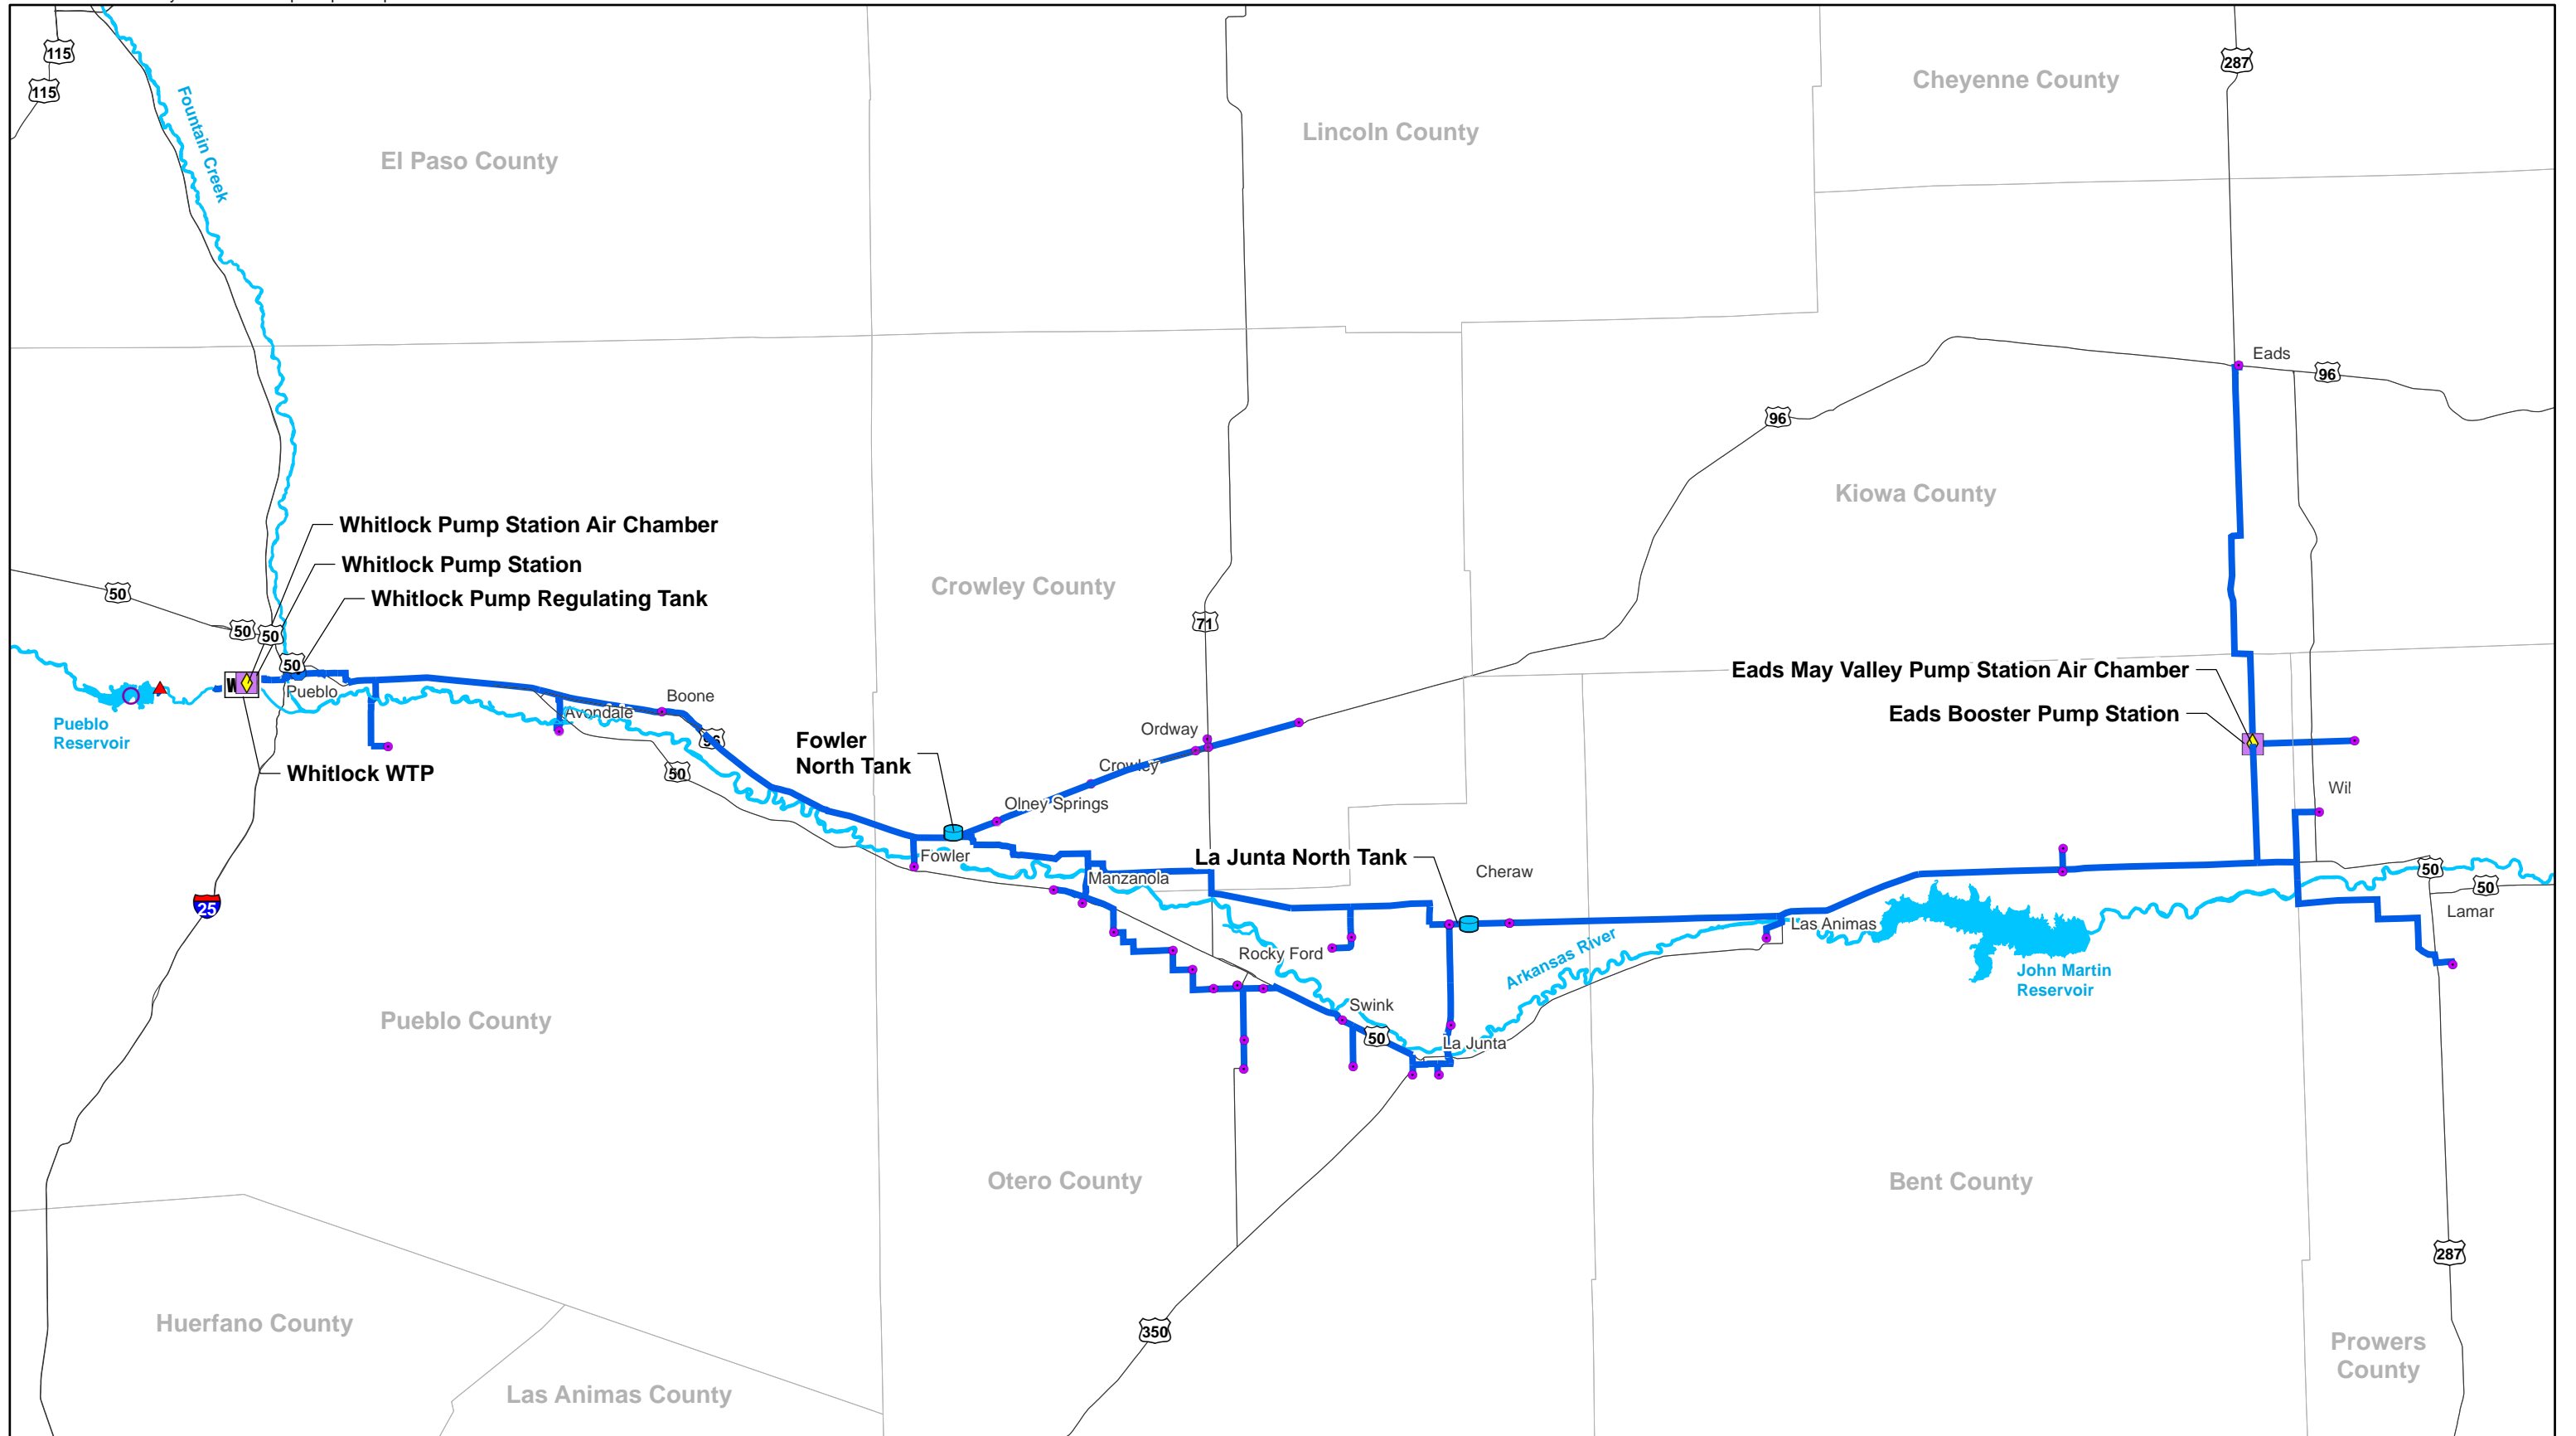 115
115
287
Cheyenne County
Fountain Creek
Lincoln County
El Paso County
Eads
96
96
Kiowa County
Whitlock Pump Station Air Chamber
Whitlock Pump Station
50
Crowley County
Whitlock Pump Regulating Tank
71
50
50
50
Eads May Valley Pump Station Air Chamber
W
Pueblo
Boone
Avondale
Eads Booster Pump Station
Pueblo
Reservoir
Ordway
96
Fowler
North Tank
Crowley
50
Whitlock WTP
Wil
Olney Springs
Fowler
La Junta North Tank
Cheraw
50
Manzanola
50
25
Lamar
Las Animas
Rocky Ford
Arkansas River
John Martin
Reservoir
Swink
Pueblo County
50
La Junta
Otero County
Bent County
287
Huerfano County
350
Prowers
County
Las Animas County